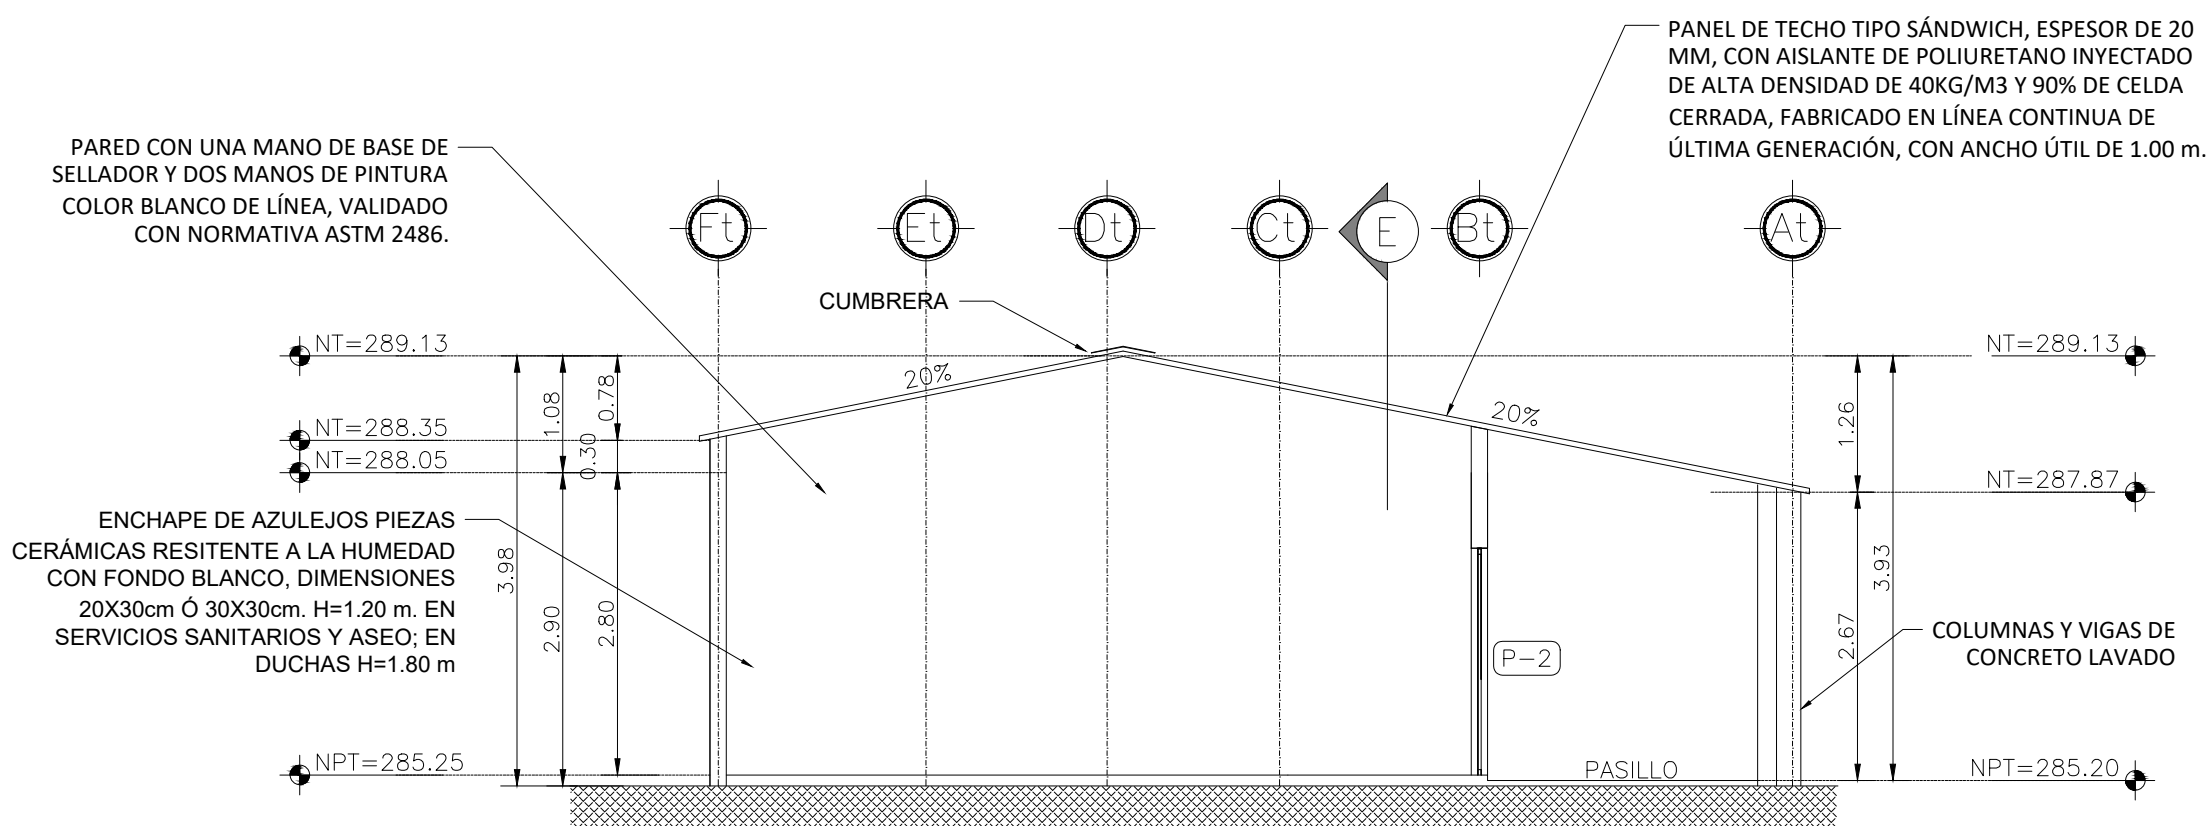 PANEL DE TECHO TIPO SÁNDWICH, ESPESOR DE 20
MM, CON AISLANTE DE POLIURETANO INYECTADO
DE ALTA DENSIDAD DE 40KG/M3 Y 90% DE CELDA
CERRADA, FABRICADO EN LÍNEA CONTINUA DE
ÚLTIMA GENERACIÓN, CON ANCHO ÚTIL DE 1.00 m.
PARED CON UNA MANO DE BASE DE
SELLADOR Y DOS MANOS DE PINTURA
COLOR BLANCO DE LÍNEA, VALIDADO
CON NORMATIVA ASTM 2486.
Ft
Et
Dt
Ct
E
Bt
At
CUMBRERA
NT=289.13
NT=289.13
20%
20%
0.78
1.08
0.30
1.26
NT=288.35
NT=288.05
NT=287.87
ENCHAPE DE AZULEJOS PIEZAS
CERÁMICAS RESITENTE A LA HUMEDAD
CON FONDO BLANCO, DIMENSIONES
20X30cm Ó 30X30cm. H=1.20 m. EN
SERVICIOS SANITARIOS Y ASEO; EN
DUCHAS H=1.80 m
3.98
2.90
2.80
3.93
2.67
P-2
COLUMNAS Y VIGAS DE
CONCRETO LAVADO
NPT=285.25
PASILLO
NPT=285.20